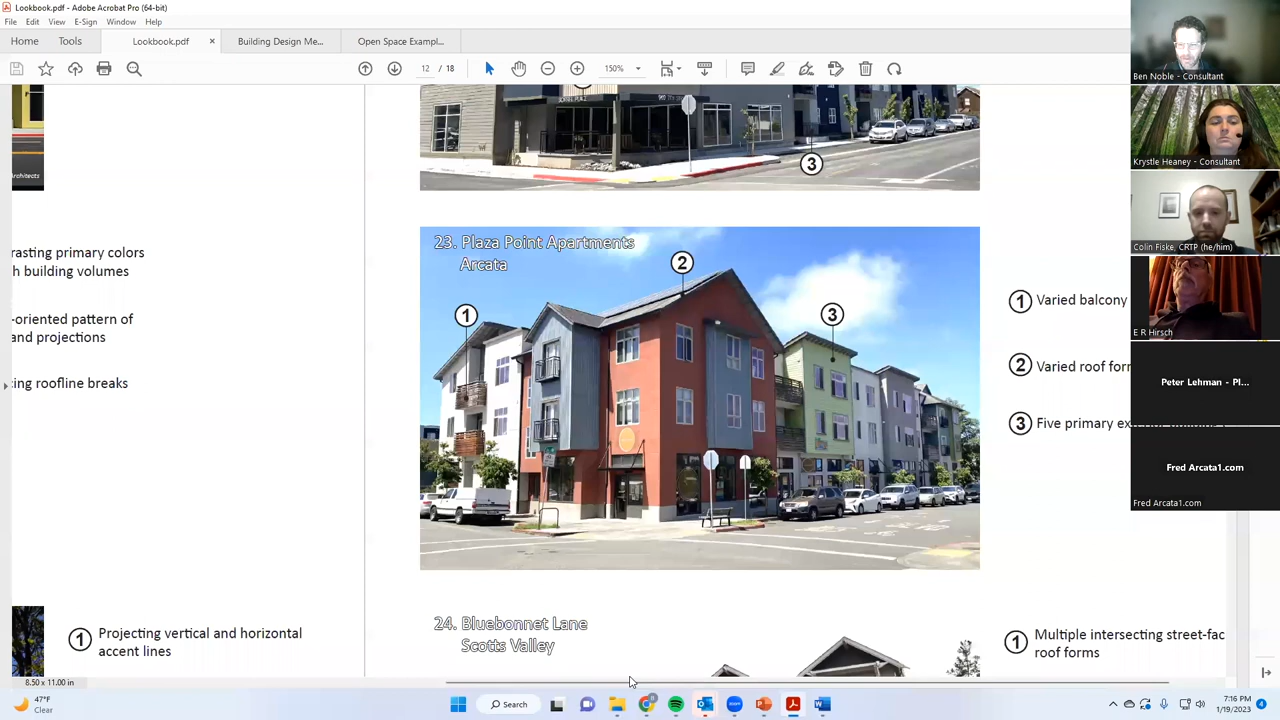 Lookbook.pdf - Adobe Acrobat Pro (64-bit)
File Edit View E-Sign Window Help
Home Tools Lookbook.pdf × Building Design Me... Open Space Exampl...
12 / 18 150%
Architects
3
rasting primary colors
h building volumes
-oriented pattern of
and projections
ing roofline breaks
23. Plaza Point Apartments
Arcata
1
2
3
1 Varied balcony
2 Varied roof for
3 Five primary ex
1 Projecting vertical and horizontal
accent lines
24. Bluebonnet Lane
Scotts Valley
1 Multiple intersecting street-fac
roof forms
8.50 x 11.00 in
Ben Noble - Consultant
Krystle Heaney - Consultant
Colin Fiske, CRTP (he/him)
E R Hirsch
Peter Lehman - Pl...
Fred Arcata1.com
Fred Arcata1.com
47°F
Clear
Search
7:16 PM
1/19/2023
4